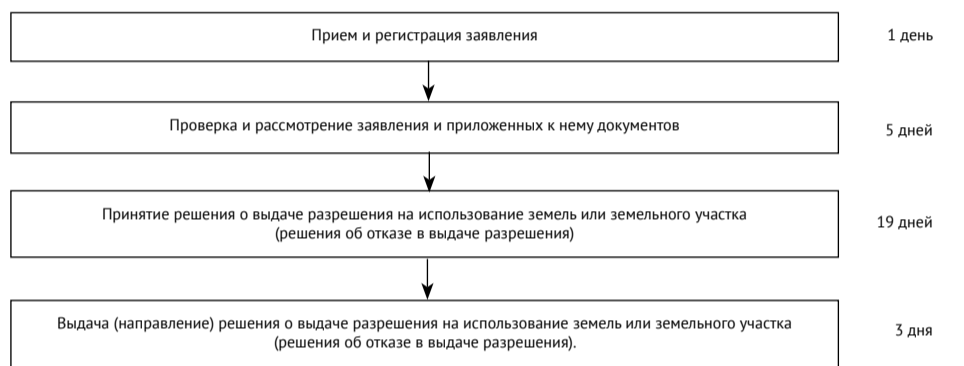 Прием и регистрация заявления
1 день
Проверка и рассмотрение заявления и приложенных к нему документов
5 дней
Принятие решения о выдаче разрешения на использование земель или земельного участка
(решения об отказе в выдаче разрешения)
19 дней
Выдача (направление) решения о выдаче разрешения на использование земель или земельного участка
(решения об отказе в выдаче разрешения).
3 дня